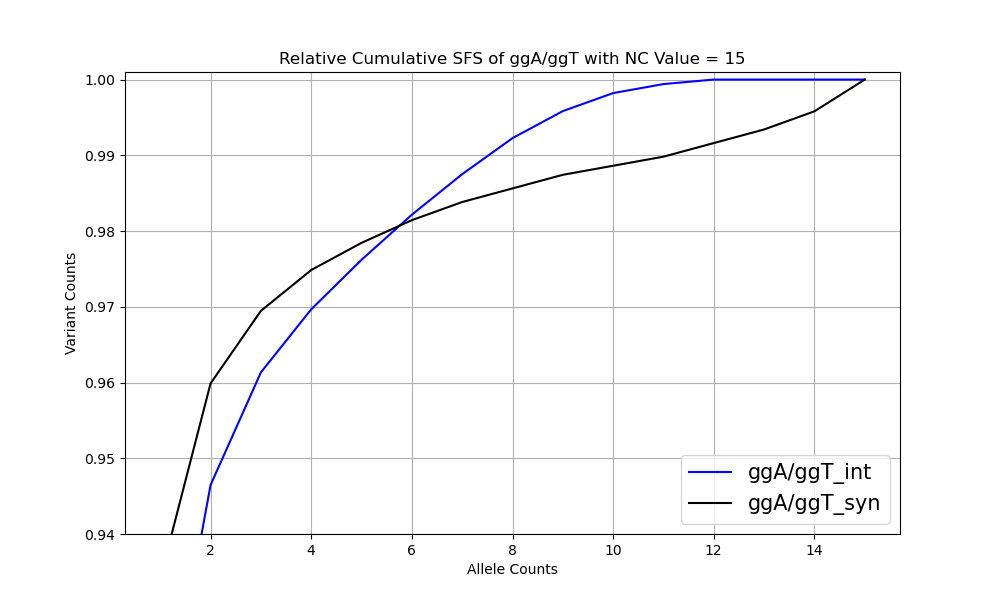 Relative Cumulative SFS of ggA/ggT with NC Value = 15
Variant Counts
1.00
0.99
0.98
0.97
0.96
0.95
0.94
2 4 6 8 10 12 14
Allele Counts
ggA/ggT_int
ggA/ggT_syn